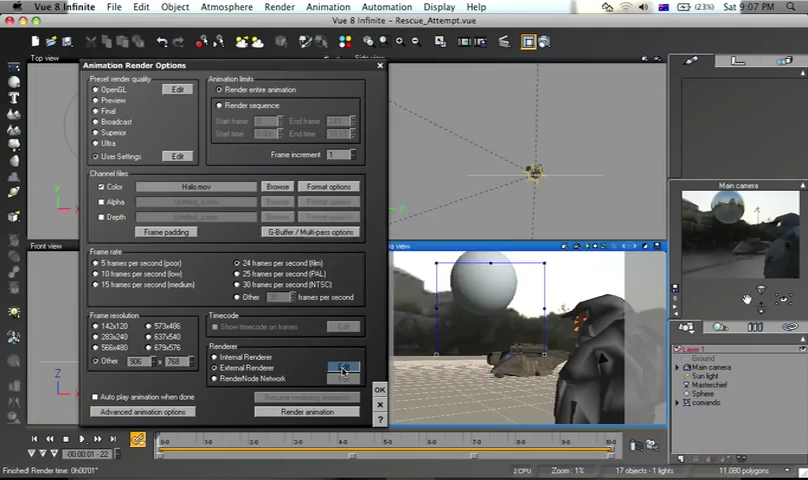 Vue 8 Infinite File Edit Object Atmosphere Render Animation Automation Display Help (23%) Sat 9:07 PM
Vue 8 Infinite - Rescue_Attempt.vue
Top view
Animation Render Options
Preset render quality
OpenGL Edit
Preview
Final
Broadcast
Superior
Ultra
User Settings Edit
Animation limits
Render entire animation
Render sequence:
Start frame End frame
Start time End time
Frame increment 1
Channel files
Color Halo.mov Browse Format options
Alpha Browse
Depth Browse
Frame padding G-Buffer / Multi-pass options
Frame rate
5 frames per second (poor) 24 frames per second (film)
10 frames per second (low) 25 frames per second (PAL)
15 frames per second (medium) 30 frames per second (NTSC)
Other frames per second
Frame resolution
142x120 573x486
283x240 637x540
566x480 679x576
Other 906 x 768
Timecode
Show timecode on frames Edit
Renderer
Internal Renderer
External Renderer
RenderNode Network
Auto play animation when done
Advanced animation options Render animation
OK
?
Front view
Main camera
Layer 1
Ground
Main camera
Sun light
Masterchief
Sphere
comando
Finished! Render time: 0h00'01" 2 CPU Zoom : 1% 17 objects - 1 lights 11,080 polygons